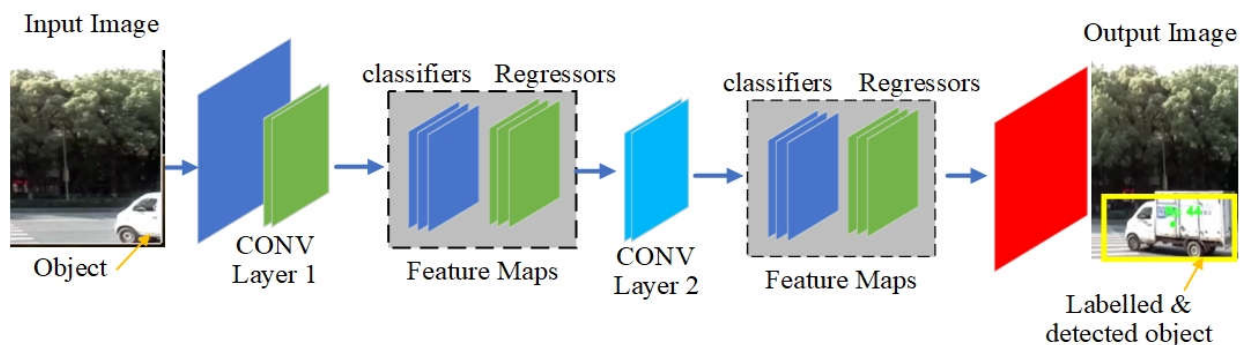 Input Image
Object
CONV
Layer 1
classifiers Regressors
Feature Maps
CONV
Layer 2
classifiers Regressors
Feature Maps
Output Image
Labelled &
detected object